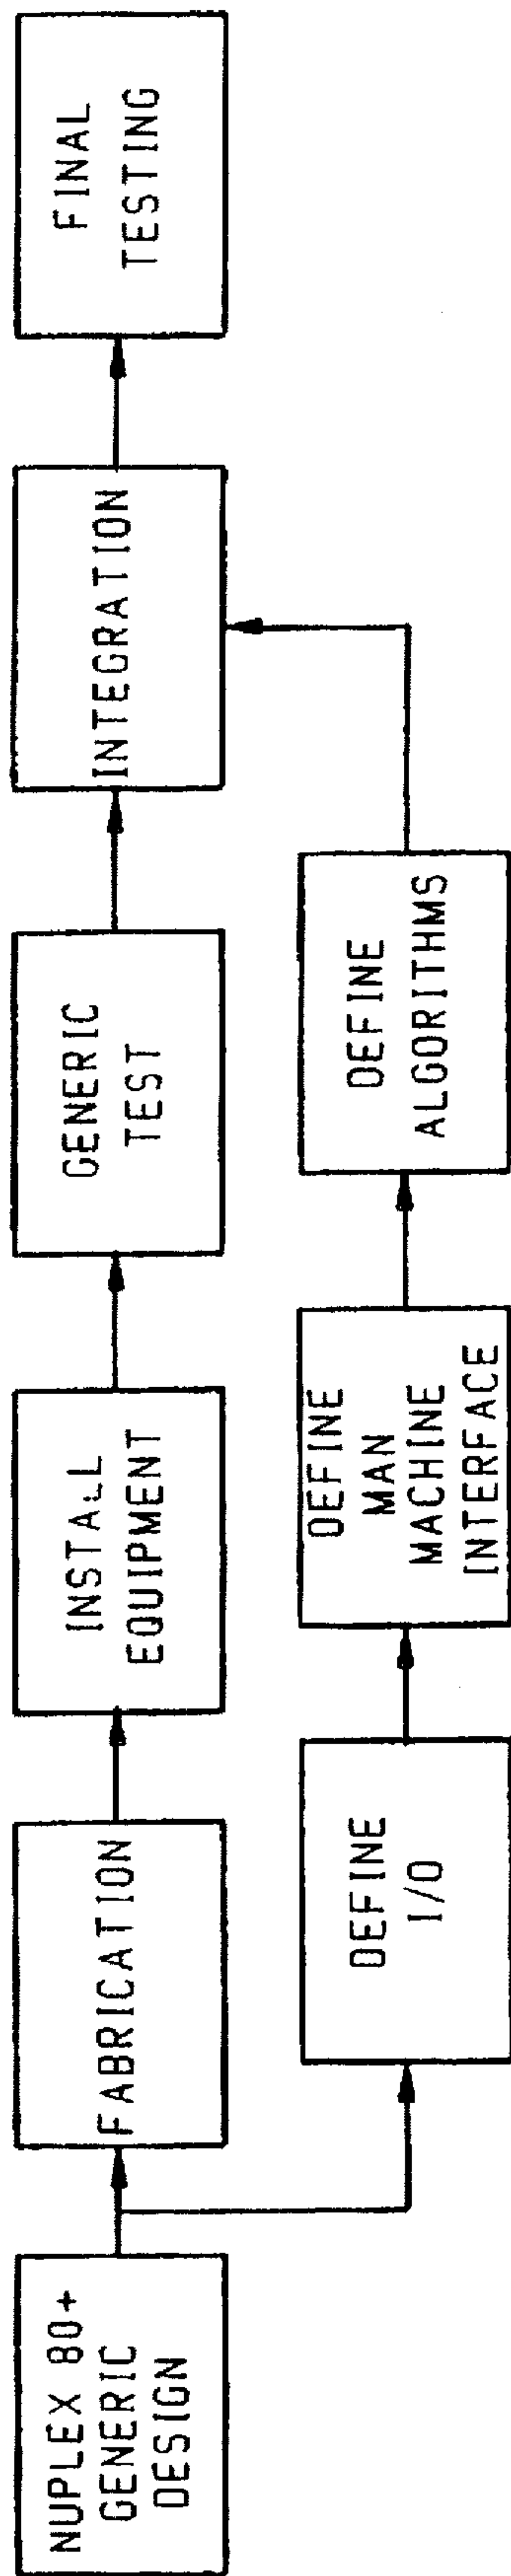 NUPLEX 80+
GENERIC
DESIGN
FABRICATION
INSTALL
EQUIPMENT
GENERIC
TEST
INTEGRATION
FINAL
TESTING
DEFINE
I/O
DEFINE
MAN
MACHINE
INTERFACE
DEFINE
ALGORITHMS